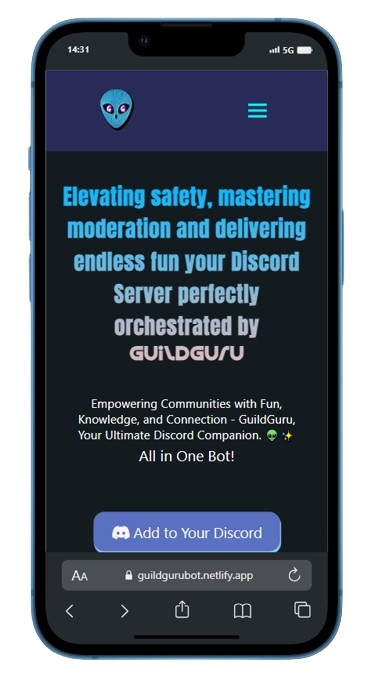 14:31
5G
Elevating safety, mastering
moderation and delivering
endless fun your Discord
Server perfectly
orchestrated by
GUILDGURU
Empowering Communities with Fun,
Knowledge, and Connection - GuildGuru,
Your Ultimate Discord Companion. 👽 ✨
All in One Bot!
Add to Your Discord
AA
guildgurubot.netlify.app